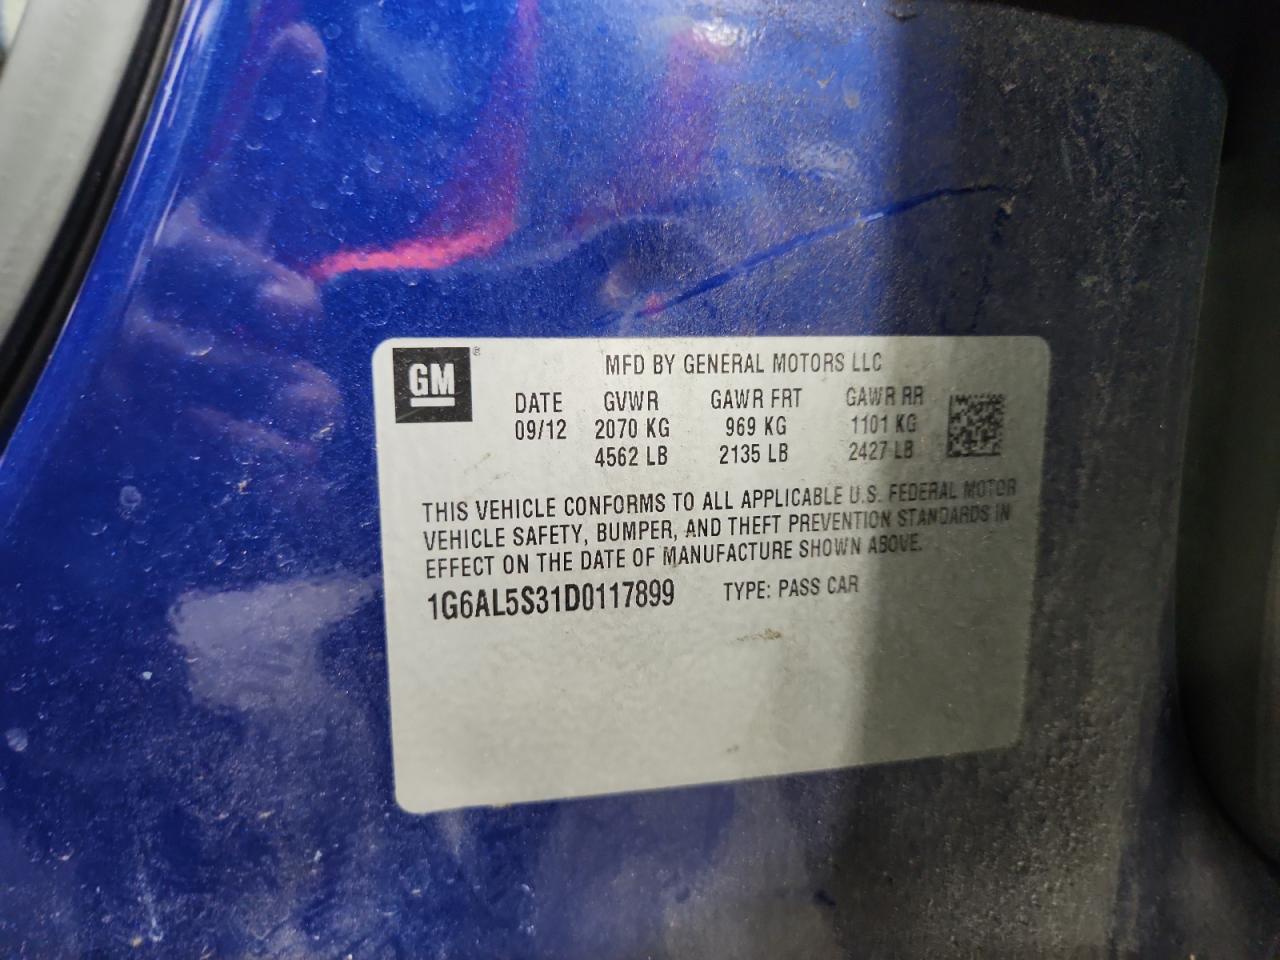 GM®
MFD BY GENERAL MOTORS LLC
DATE GVWR GAWR FRT GAWR RR
09/12 2070 KG 969 KG 1101 KG
4562 LB 2135 LB 2427 LB
THIS VEHICLE CONFORMS TO ALL APPLICABLE U.S. FEDERAL MOTOR
VEHICLE SAFETY, BUMPER, AND THEFT PREVENTION STANDARDS IN
EFFECT ON THE DATE OF MANUFACTURE SHOWN ABOVE.
1G6AL5S31D0117899 TYPE: PASS CAR